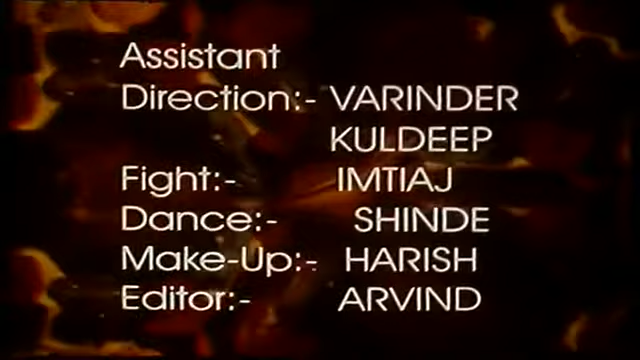 Assistant
Direction:- VARINDER
KULDEEP
Fight:- IMTIAJ
Dance:- SHINDE
Make-Up:- HARISH
Editor:- ARVIND